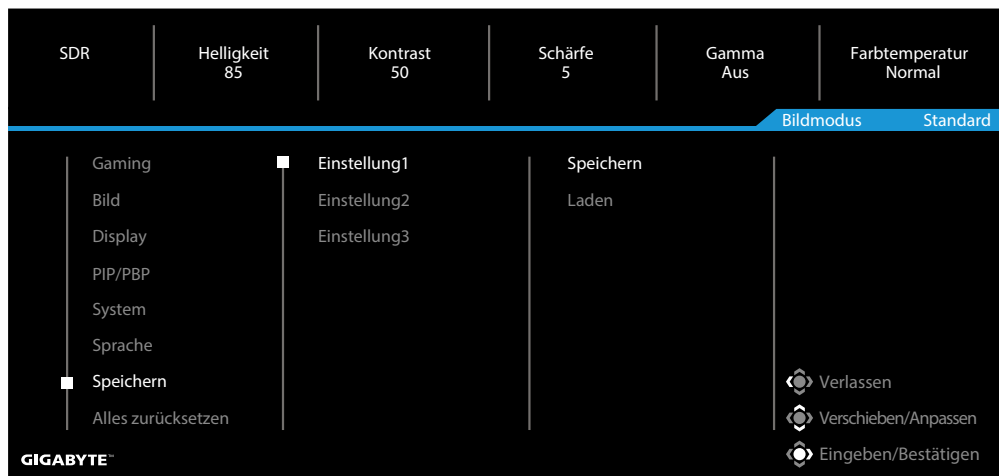 SDR
Helligkeit
85
Kontrast
50
Schärfe
5
Gamma
Aus
Farbtemperatur
Normal
Bildmodus Standard
Gaming
Bild
Display
PIP/PBP
System
Sprache
Speichern
Alles zurücksetzen
Einstellung1
Einstellung2
Einstellung3
Speichern
Laden
Verlassen
Verschieben/Anpassen
Eingeben/Bestätigen
GIGABYTE™